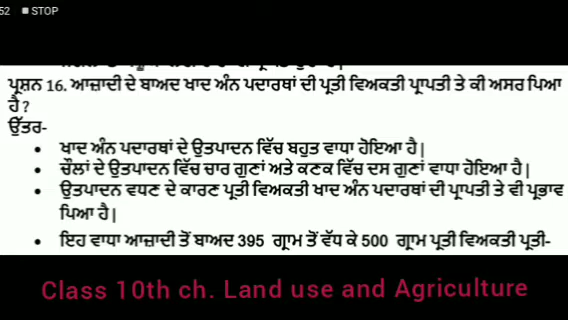 52 ■ STOP
ਪ੍ਰਸ਼ਨ 16. ਆਜ਼ਾਦੀ ਦੇ ਬਾਅਦ ਖਾਦ ਅੰਨ ਪਦਾਰਥਾਂ ਦੀ ਪ੍ਰਤੀ ਵਿਅਕਤੀ ਪ੍ਰਾਪਤੀ ਤੇ ਕੀ ਅਸਰ ਪਿਆ
ਹੈ ?
ਉੱਤਰ-
• ਖਾਦ ਅੰਨ ਪਦਾਰਥਾਂ ਦੇ ਉਤਪਾਦਨ ਵਿੱਚ ਬਹੁਤ ਵਾਧਾ ਹੋਇਆ ਹੈ|
• ਚੌਲਾਂ ਦੇ ਉਤਪਾਦਨ ਵਿੱਚ ਚਾਰ ਗੁਣਾਂ ਅਤੇ ਕਣਕ ਵਿੱਚ ਦਸ ਗੁਣਾਂ ਵਾਧਾ ਹੋਇਆ ਹੈ|
• ਉਤਪਾਦਨ ਵਧਣ ਦੇ ਕਾਰਣ ਪ੍ਰਤੀ ਵਿਅਕਤੀ ਖਾਦ ਅੰਨ ਪਦਾਰਥਾਂ ਦੀ ਪ੍ਰਾਪਤੀ ਤੇ ਵੀ ਪ੍ਰਭਾਵ
ਪਿਆ ਹੈ|
• ਇਹ ਵਾਧਾ ਆਜ਼ਾਦੀ ਤੋਂ ਬਾਅਦ 395 ਗ੍ਰਾਮ ਤੋਂ ਵੱਧ ਕੇ 500 ਗ੍ਰਾਮ ਪ੍ਰਤੀ ਵਿਅਕਤੀ ਪ੍ਰਤੀ-
Class 10th ch. Land use and Agriculture